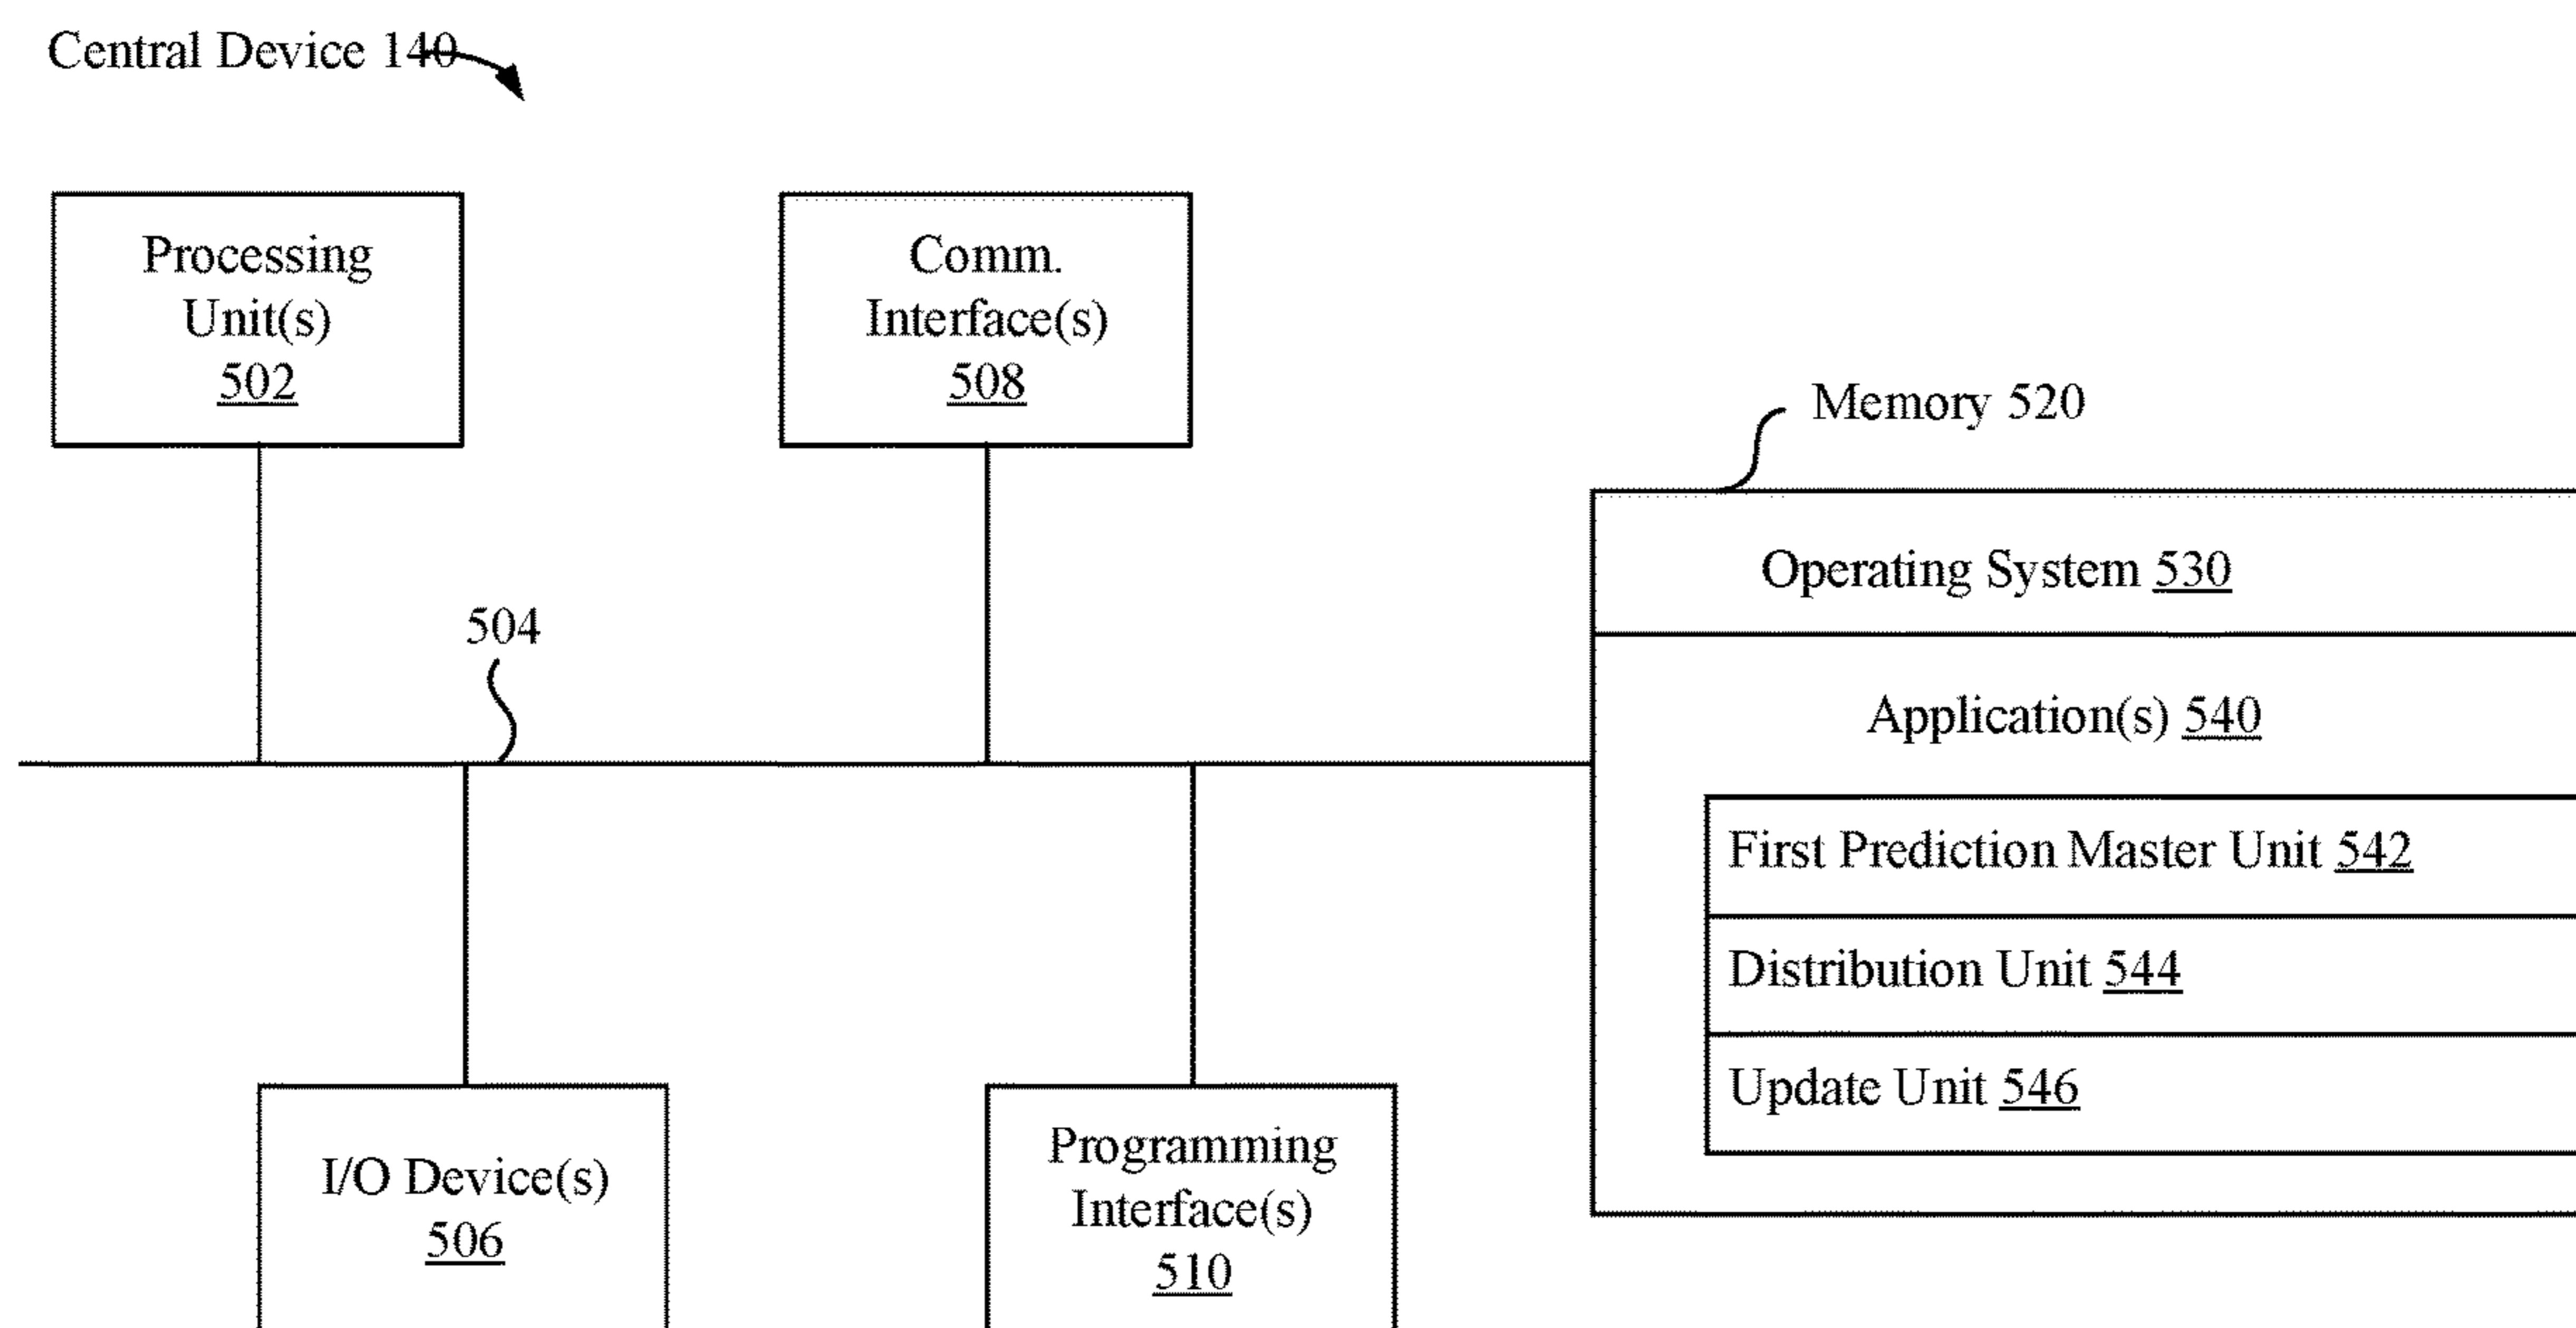 Central Device 140
Processing
Unit(s)
502
Comm.
Interface(s)
508
Memory 520
Operating System 530
504
Application(s) 540
First Prediction Master Unit 542
Distribution Unit 544
Update Unit 546
I/O Device(s)
506
Programming
Interface(s)
510